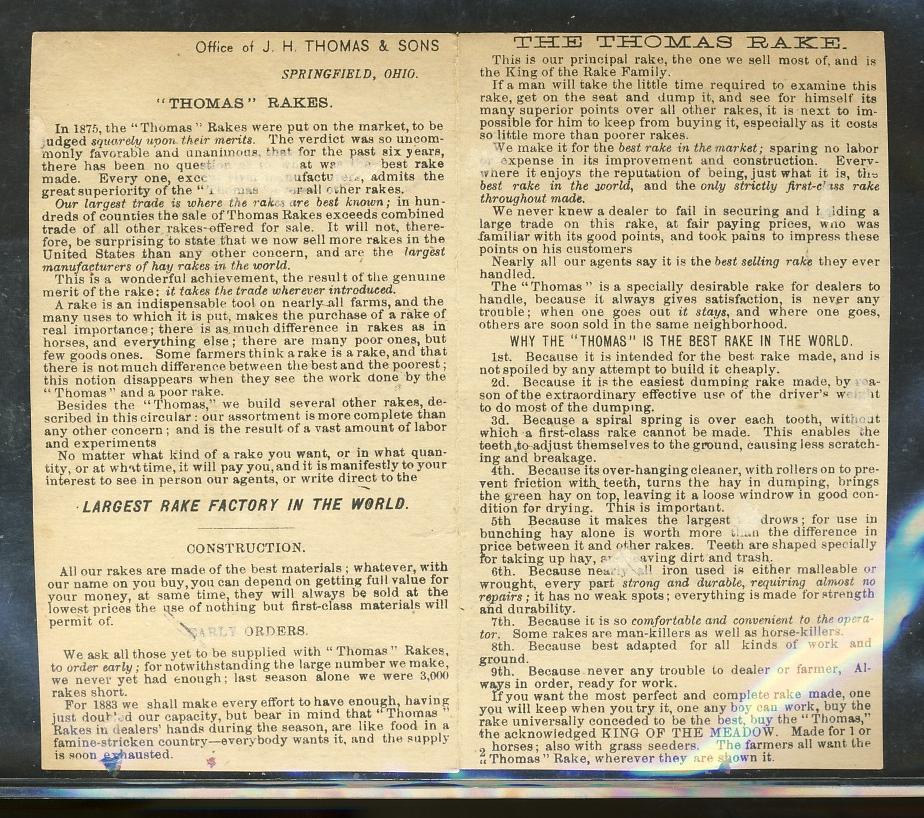 Office of J. H. THOMAS & SONS
SPRINGFIELD, OHIO.
"THOMAS" RAKES.
In 1875, the "Thomas" Rakes were put on the market, to be
judged squarely upon their merits. The verdict was so uncom-
monly favorable and unanimous, that for the past six years,
there has been no what was best rake
made. Every one, admits the
great superiority of the "Thomas all other rakes.
Our largest trade is where the rakes are best known; in hun-
dreds of counties the sale of Thomas Rakes exceeds combined
trade of all other rakes offered for sale. It will not, there-
fore, be surprising to state that we now sell more rakes in the
United States than any other concern, and are the largest
manufacturers of hay rakes in the world.
This is a wonderful achievement, the result of the genuine
merit of the rake; it takes the trade wherever introduced.
A rake is an indispensable tool on nearly all farms, and the
many uses to which it is put, makes the purchase of a rake of
real importance; there is as much difference in rakes as in
horses, and everything else; there are many poor ones, but
few goods ones. Some farmers think a rake is a rake, and that
there is not much difference between the best and the poorest;
this notion disappears when they see the work done by the
"Thomas" and a poor rake.
Besides the "Thomas," we build several other rakes, de-
scribed in this circular: our assortment is more complete than
any other concern; and is the result of a vast amount of labor
and experiments
No matter what kind of a rake you want, or in what quan-
tity, or at what time, it will pay you, and it is manifestly to your
interest to see in person our agents, or write direct to the
LARGEST RAKE FACTORY IN THE WORLD.
CONSTRUCTION.
All our rakes are made of the best materials; whatever, with
our name on you buy, you can depend on getting full value for
your money, at same time, they will always be sold at the
lowest prices the use of nothing but first-class materials will
permit of.
EARLY ORDERS.
We ask all those yet to be supplied with "Thomas" Rakes,
to order early; for notwithstanding the large number we make,
we never yet had enough; last season alone we were 3,000
rakes short.
For 1883 we shall make every effort to have enough, having
just doubled our capacity, but bear in mind that "Thomas"
Rakes in dealers' hands during the season, are like food in a
famine-stricken country—everybody wants it, and the supply
is soon exhausted.
THE THOMAS RAKE.
This is our principal rake, the one we sell most of, and is
the King of the Rake Family.
If a man will take the little time required to examine this
rake, get on the seat and dump it, and see for himself its
many superior points over all other rakes, it is next to im-
possible for him to keep from buying it, especially as it costs
so little more than poorer rakes.
We make it for the best rake in the market; sparing no labor
or expense in its improvement and construction. Every-
where it enjoys the reputation of being, just what it is, the
best rake in the world, and the only strictly first-class rake
throughout made.
We never knew a dealer to fail in securing and holding a
large trade on this rake, at fair paying prices, who was
familiar with its good points, and took pains to impress these
points on his customers
Nearly all our agents say it is the best selling rake they ever
handled.
The "Thomas" is a specially desirable rake for dealers to
handle, because it always gives satisfaction, is never any
trouble; when one goes out it stays, and where one goes,
others are soon sold in the same neighborhood.
WHY THE "THOMAS" IS THE BEST RAKE IN THE WORLD.
1st. Because it is intended for the best rake made, and is
not spoiled by any attempt to build it cheaply.
2d. Because it is the easiest dumping rake made, by rea-
son of the extraordinary effective use of the driver's weight
to do most of the dumping.
3d. Because a spiral spring is over each tooth, without
which a first-class rake cannot be made. This enables the
teeth to adjust themselves to the ground, causing less scratch-
ing and breakage.
4th. Because its over-hanging cleaner, with rollers on to pre-
vent friction with teeth, turns the hay in dumping, brings
the green hay on top, leaving it a loose windrow in good con-
dition for drying. This is important.
5th Because it makes the largest drows; for use in
bunching hay alone is worth more than the difference in
price between it and other rakes. Teeth are shaped specially
for taking up hay, leaving dirt and trash.
6th. Because nearly all iron used is either malleable or
wrought, every part strong and durable, requiring almost no
repairs; it has no weak spots; everything is made for strength
and durability.
7th. Because it is so comfortable and convenient to the opera-
tor. Some rakes are man-killers as well as horse-killers.
8th. Because best adapted for all kinds of work and
ground.
9th. Because never any trouble to dealer or farmer, Al-
ways in order, ready for work.
If you want the most perfect and complete rake made, one
you will keep when you try it, one any boy can work, buy the
rake universally conceded to be the best, buy the "Thomas,"
the acknowledged KING OF THE MEADOW. Made for 1 or
2 horses; also with grass seeders. The farmers all want the
"Thomas" Rake, wherever they are shown it.